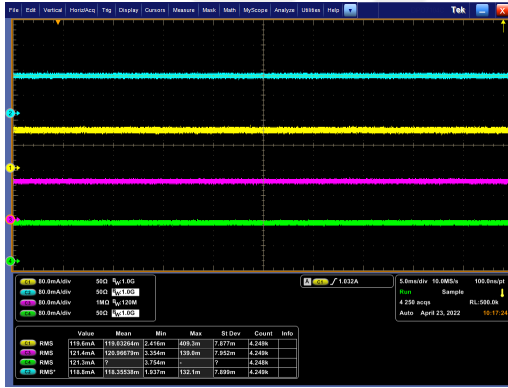 File Edit Vertical Horiz/Acq Trig Display Cursors Measure Mask Math MyScope Analyze Utilities Help Tek X
2
1
3
4
C1 80.0mA/div 50Ω BW:1.0G
C2 80.0mA/div 50Ω BW:1.0G
C3 80.0mA/div 1MΩ BW:120M
C4 80.0mA/div 50Ω BW:1.0G
A C1 1.032A
5.0ms/div 10.0MS/s 100.0ns/pt
Run Sample
4 250 acqs RL:500.0k
Auto April 23, 2022 10:17:24
Value Mean Min Max St Dev Count Info
C1 RMS 119.6mA 119.03264m 2.416m 409.3m 7.877m 4.249k
C3 RMS 121.4mA 120.96679m 3.354m 139.0m 7.952m 4.249k
C4 RMS 121.3mA ? 3.754m - ? 4.248k
C2 RMS* 118.8mA 118.35538m 1.937m 132.1m 7.899m 4.249k